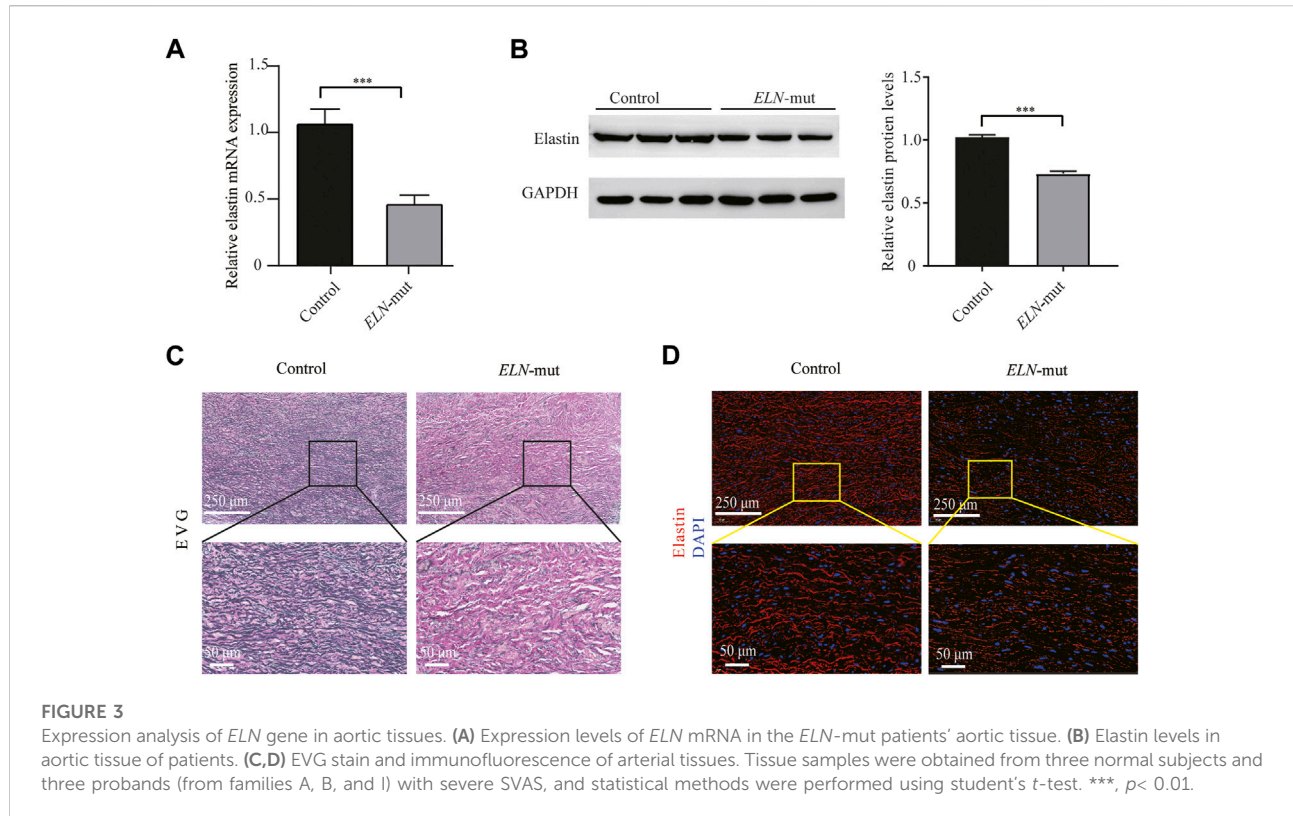 A
Relative elastin mRNA expression
1.5
1.0
0.5
0
***
Control
ELN-mut
B
Control
ELN-mut
Elastin
GAPDH
Relative elastin protien levels
1.5
1.0
0.5
0
***
Control
ELN-mut
C
Control
ELN-mut
EVG
250 μm
250 μm
50 μm
50 μm
D
Control
ELN-mut
Elastin
DAPI
250 μm
250 μm
50 μm
50 μm
FIGURE 3
Expression analysis of ELN gene in aortic tissues. (A) Expression levels of ELN mRNA in the ELN-mut patients' aortic tissue. (B) Elastin levels in
aortic tissue of patients. (C,D) EVG stain and immunofluorescence of arterial tissues. Tissue samples were obtained from three normal subjects and
three probands (from families A, B, and I) with severe SVAS, and statistical methods were performed using student's t-test. ***, p< 0.01.